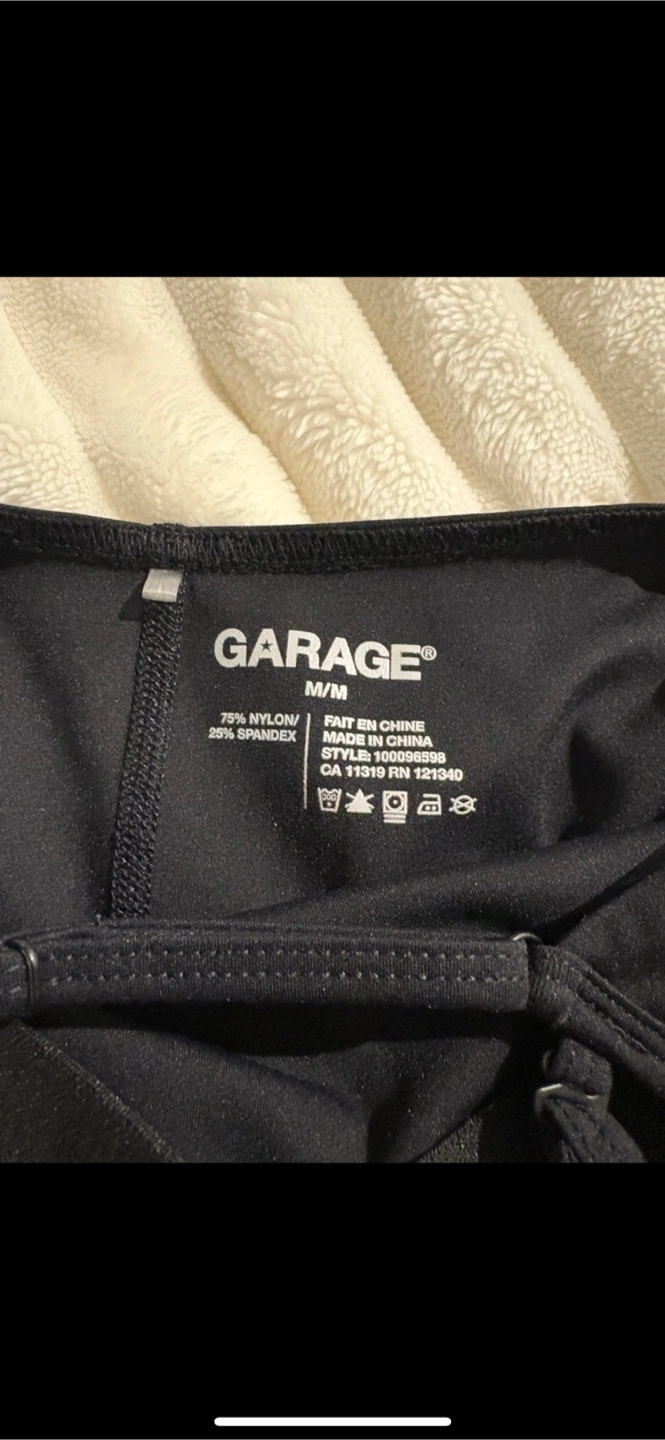 GARAGE®
M/M
75% NYLON/
25% SPANDEX
FAIT EN CHINE
MADE IN CHINA
STYLE: 100096598
CA 11319 RN 121340